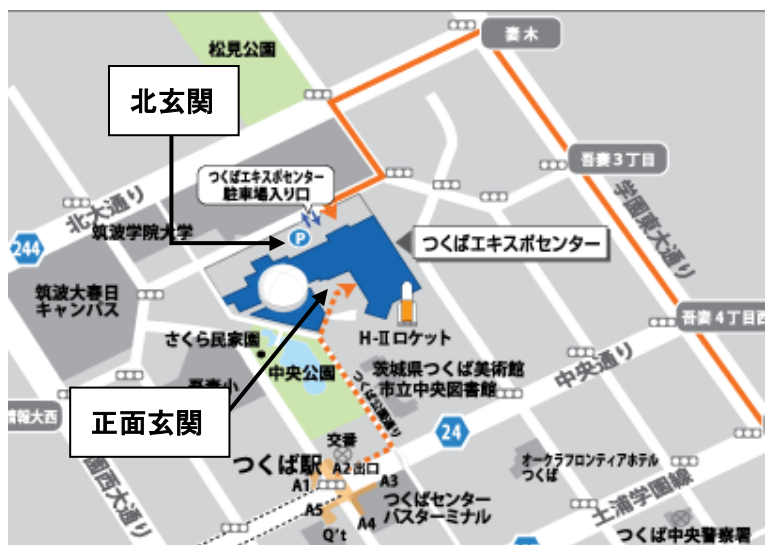 松見公園
妻木
北玄関
つくばエキスポセンター
駐車場入り口
吾妻3丁目
北大通り
学園東大通り
筑波学院大学
244
P
つくばエキスポセンター
筑波大春日
キャンパス
さくら民家園
H-Ⅱロケット
吾妻4丁目西
中央公園
茨城県つくば美術館
市立中央図書館
中央通り
つくば公園通り
正面玄関
24
交番
つくば駅
A2出口
A1
A3
オークラフロンティアホテル
つくば
つくばセンター
バスターミナル
A5
A4
Q't
土浦学園線
つくば中央警察署